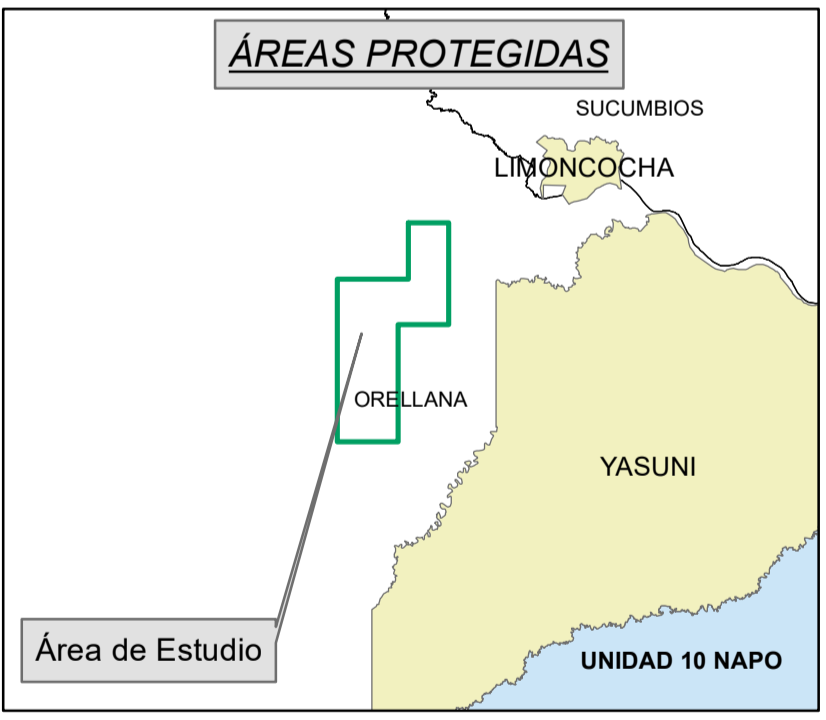 ÁREAS PROTEGIDAS
SUCUMBIOS
LIMONCOCHA
ORELLANA
YASUNI
Área de Estudio
UNIDAD 10 NAPO